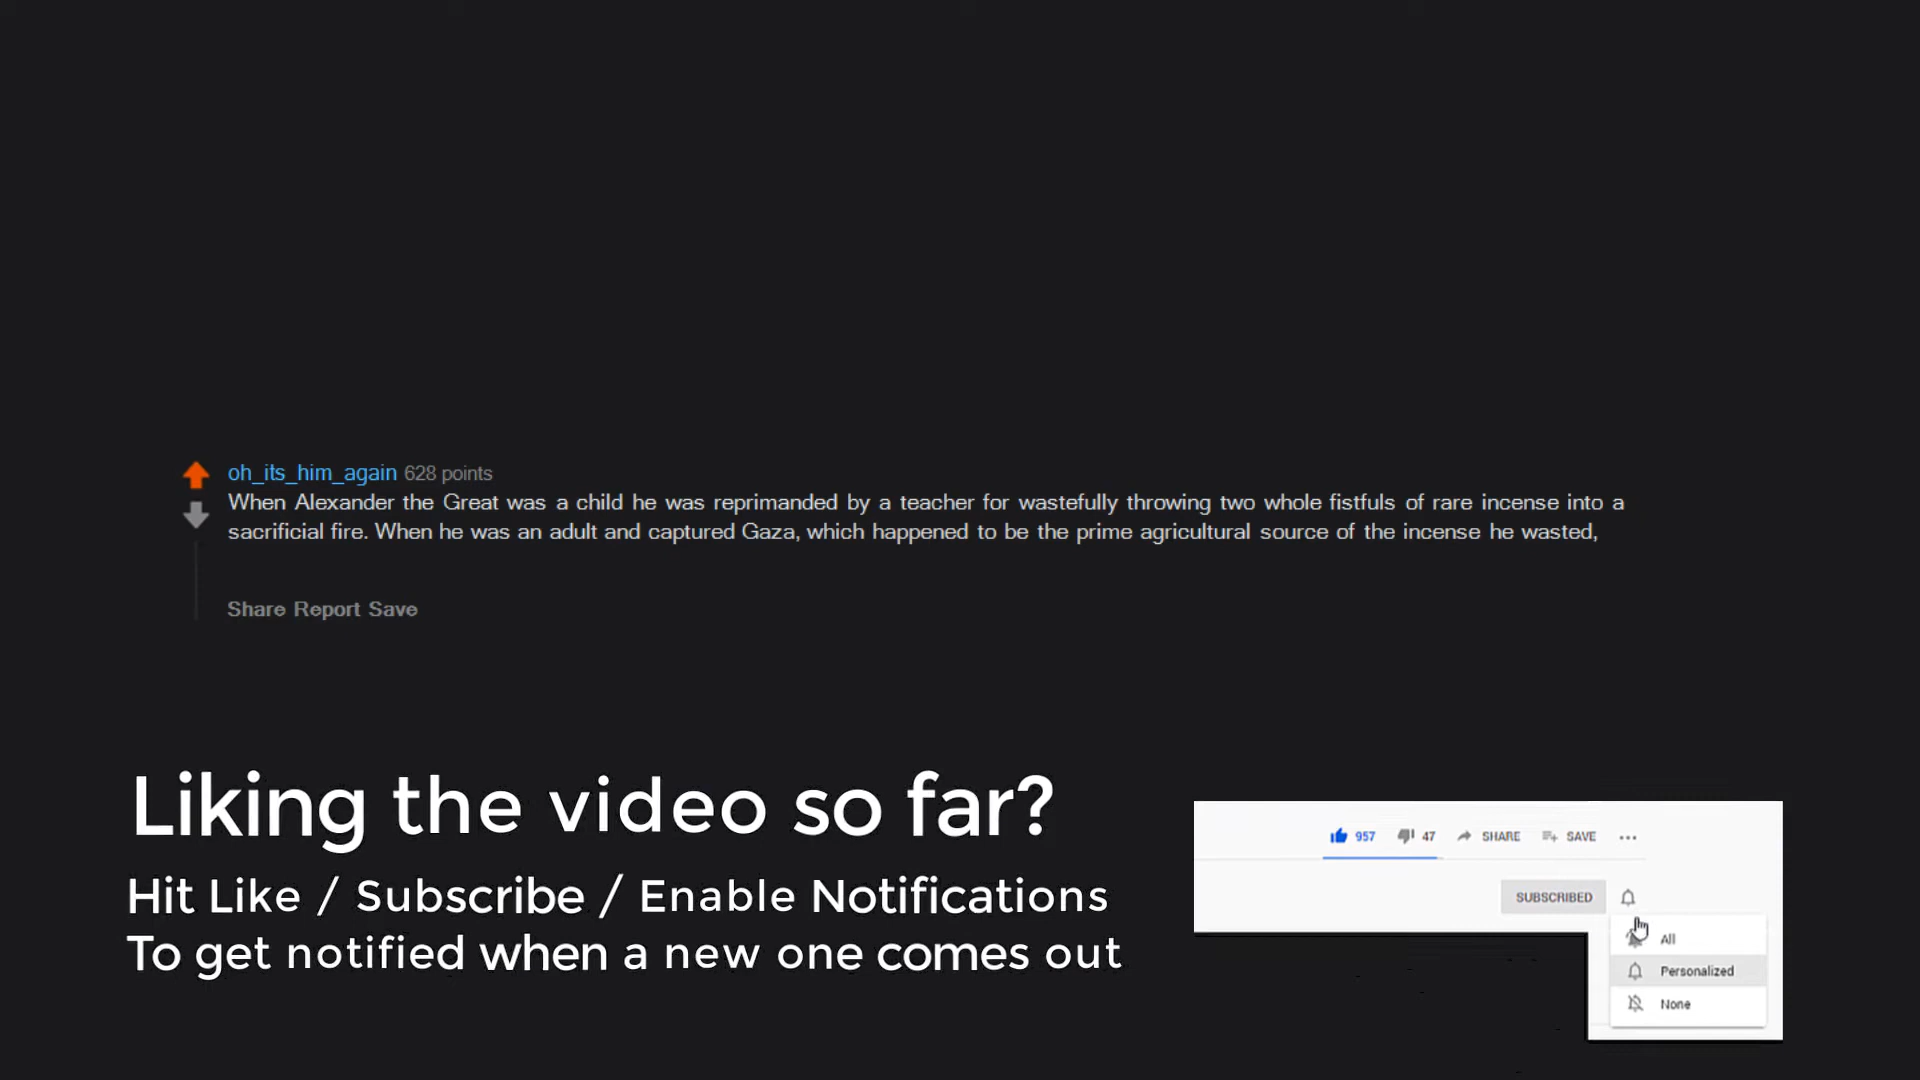 oh_its_him_again 628 points
When Alexander the Great was a child he was reprimanded by a teacher for wastefully throwing two whole fistfuls of rare incense into a
sacrificial fire. When he was an adult and captured Gaza, which happened to be the prime agricultural source of the incense he wasted,
Share Report Save
Liking the video so far?
Hit Like / Subscribe / Enable Notifications
To get notified when a new one comes out
957 47 SHARE SAVE
SUBSCRIBED
All
Personalized
None